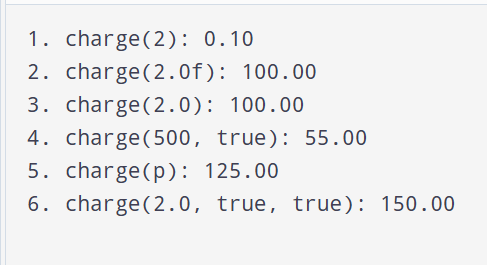 1. charge(2): 0.10
2. charge(2.0f): 100.00
3. charge(2.0): 100.00
4. charge(500, true): 55.00
5. charge(p): 125.00
6. charge(2.0, true, true): 150.00